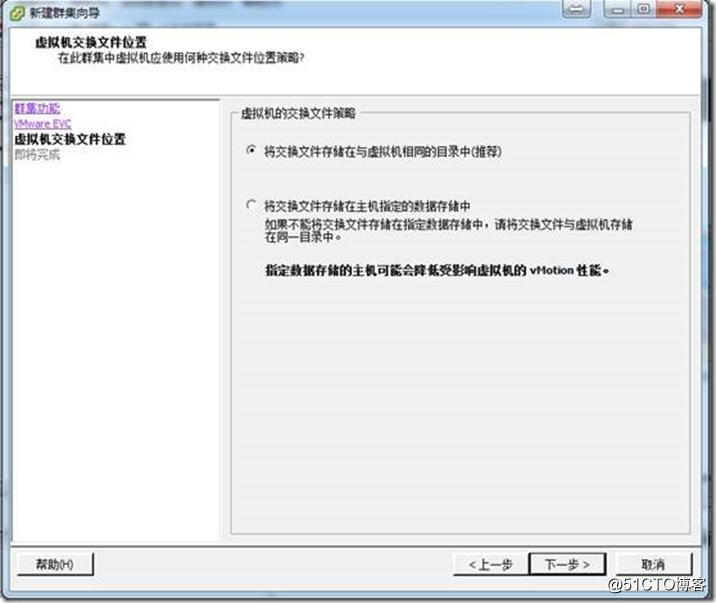 新建群集向导
虚拟机交换文件位置
在此群集中虚拟机应使用何种交换文件位置策略?
群集功能
VMware EVC
虚拟机交换文件位置
即将完成
虚拟机的交换文件策略
将交换文件存储在与虚拟机相同的目录中(推荐)
将交换文件存储在主机指定的数据存储中
如果不能将交换文件存储在指定数据存储中，请将交换文件与虚拟机存储
在同一目录中。
指定数据存储的主机可能会降低受影响虚拟机的 vMotion 性能。
帮助(H)
< 上一步
下一步 >
取消
@51CTO博客